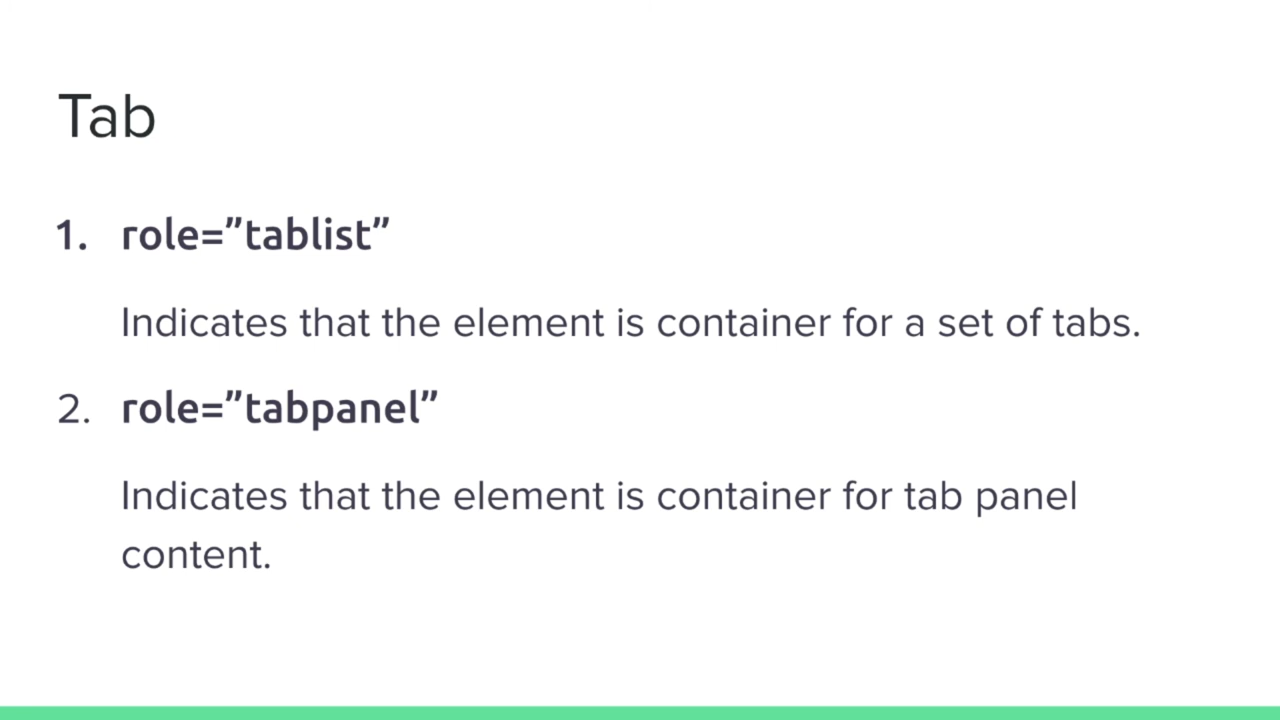 Tab
1. role=”tablist”
Indicates that the element is container for a set of tabs.
2. role=”tabpanel”
Indicates that the element is container for tab panel
content.